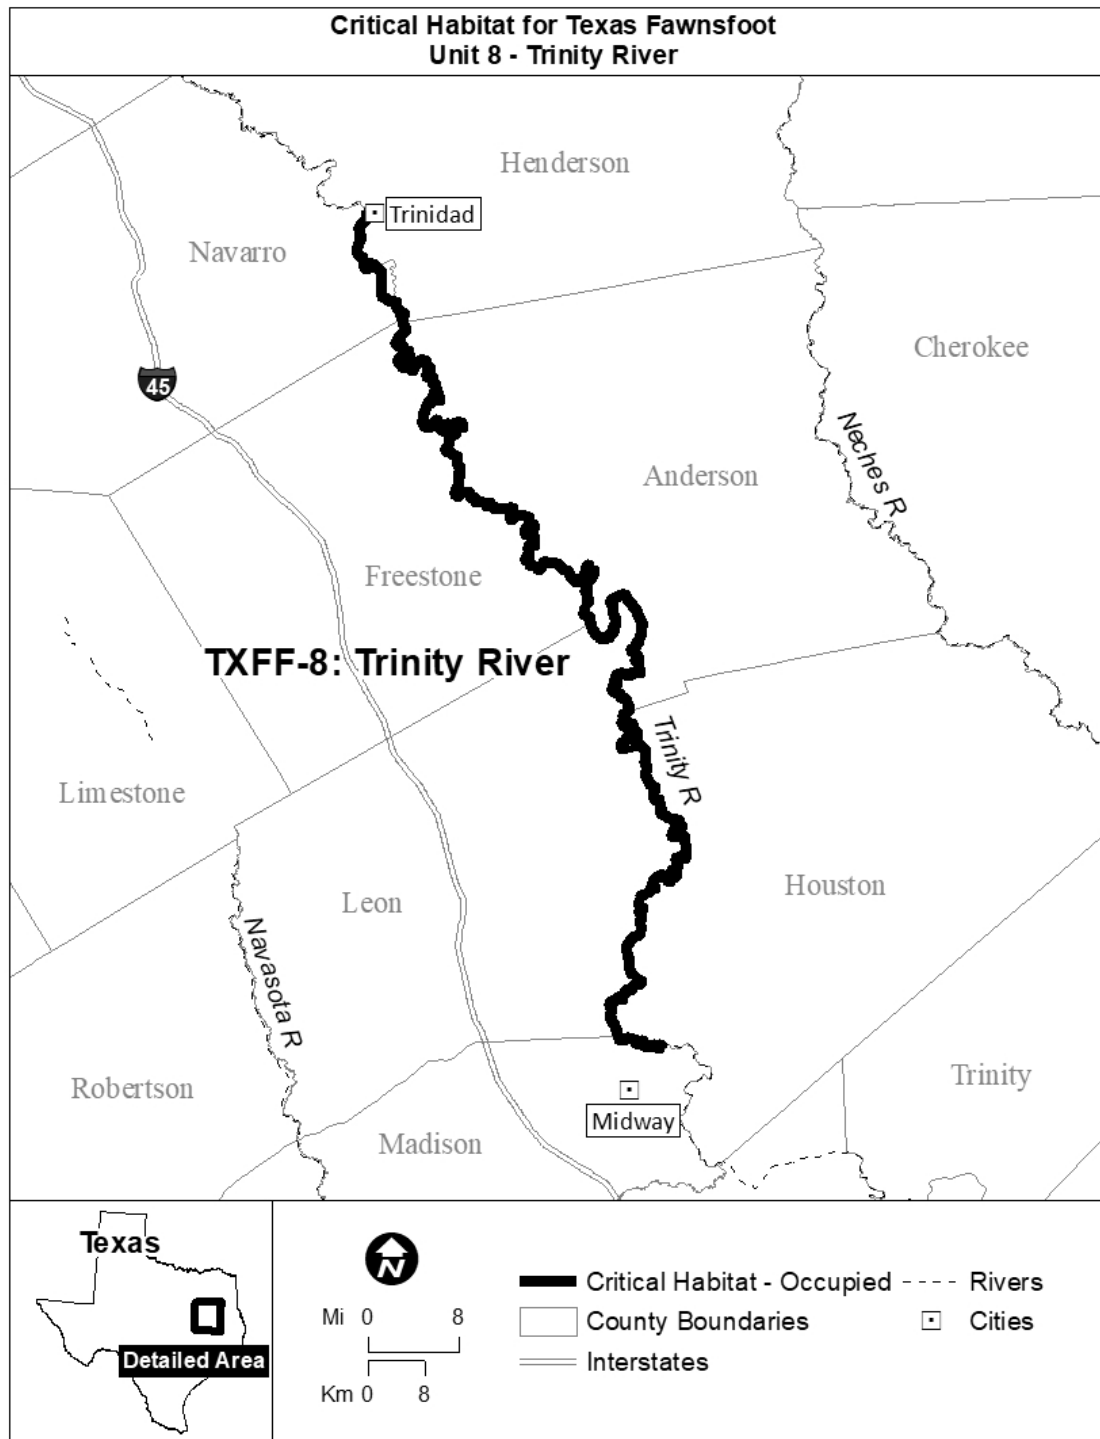 Critical Habitat for Texas Fawnsfoot
Unit 8 - Trinity River
Henderson
Trinidad
Navarro
Cherokee
45
Neches R
Anderson
Freestone
TXFF-8: Trinity River
Trinity R
Limestone
Houston
Leon
Navasota R
Trinity
Robertson
Midway
Madison
Texas
Detailed Area
N
Mi 0 8
Km 0 8
Critical Habitat - Occupied
County Boundaries
Interstates
Rivers
Cities